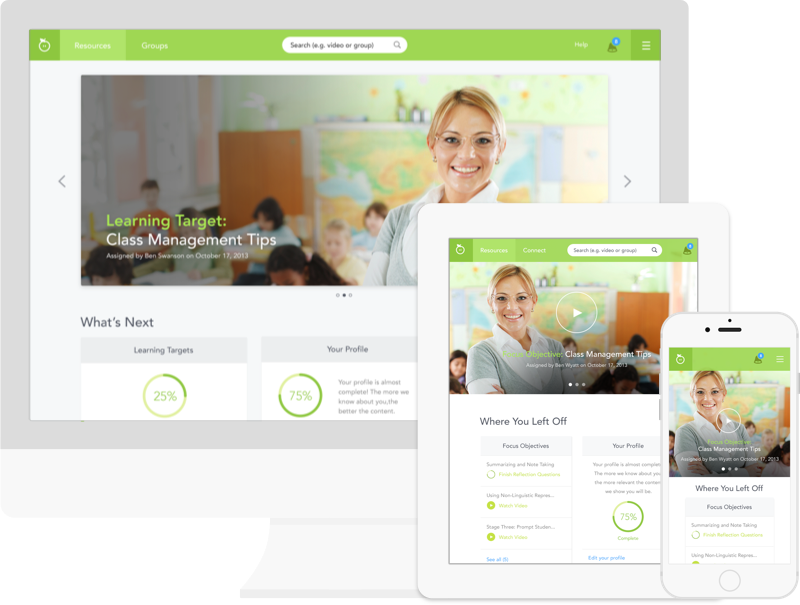 Resources
Groups
Search (e.g. video or group)
Help
Learning Target:
Class Management Tips
Assigned by Ben Swanson on October 17, 2013
What's Next
Learning Targets
25%
Your Profile
75%
Your profile is almost
complete! The more we
know about you,the
better the content.
Resources
Connect
Search (e.g. video or group)
Objective: Class Management Tips
Assigned by Ben Wyatt on October 17, 2013
Where You Left Off
Focus Objectives
Summarizing and Note Taking
Finish Reflection Questions
Using Non-Linguistic Repres...
Watch Video
Stage Three: Prompt Studen...
Watch Video
See all (5)
Your Profile
Your profile is almost complete
The more we know about you,
the more relevant the content
we show you will be.
75%
Complete
Edit your profile
Focus Objective:
Class Management Tips
Assigned by Ben Wyatt on October 17, 2013
Where You Left Off
Focus Objectives
Summarizing and Note Taking
Finish Reflection Questions
Using Non-Linguistic Repres...